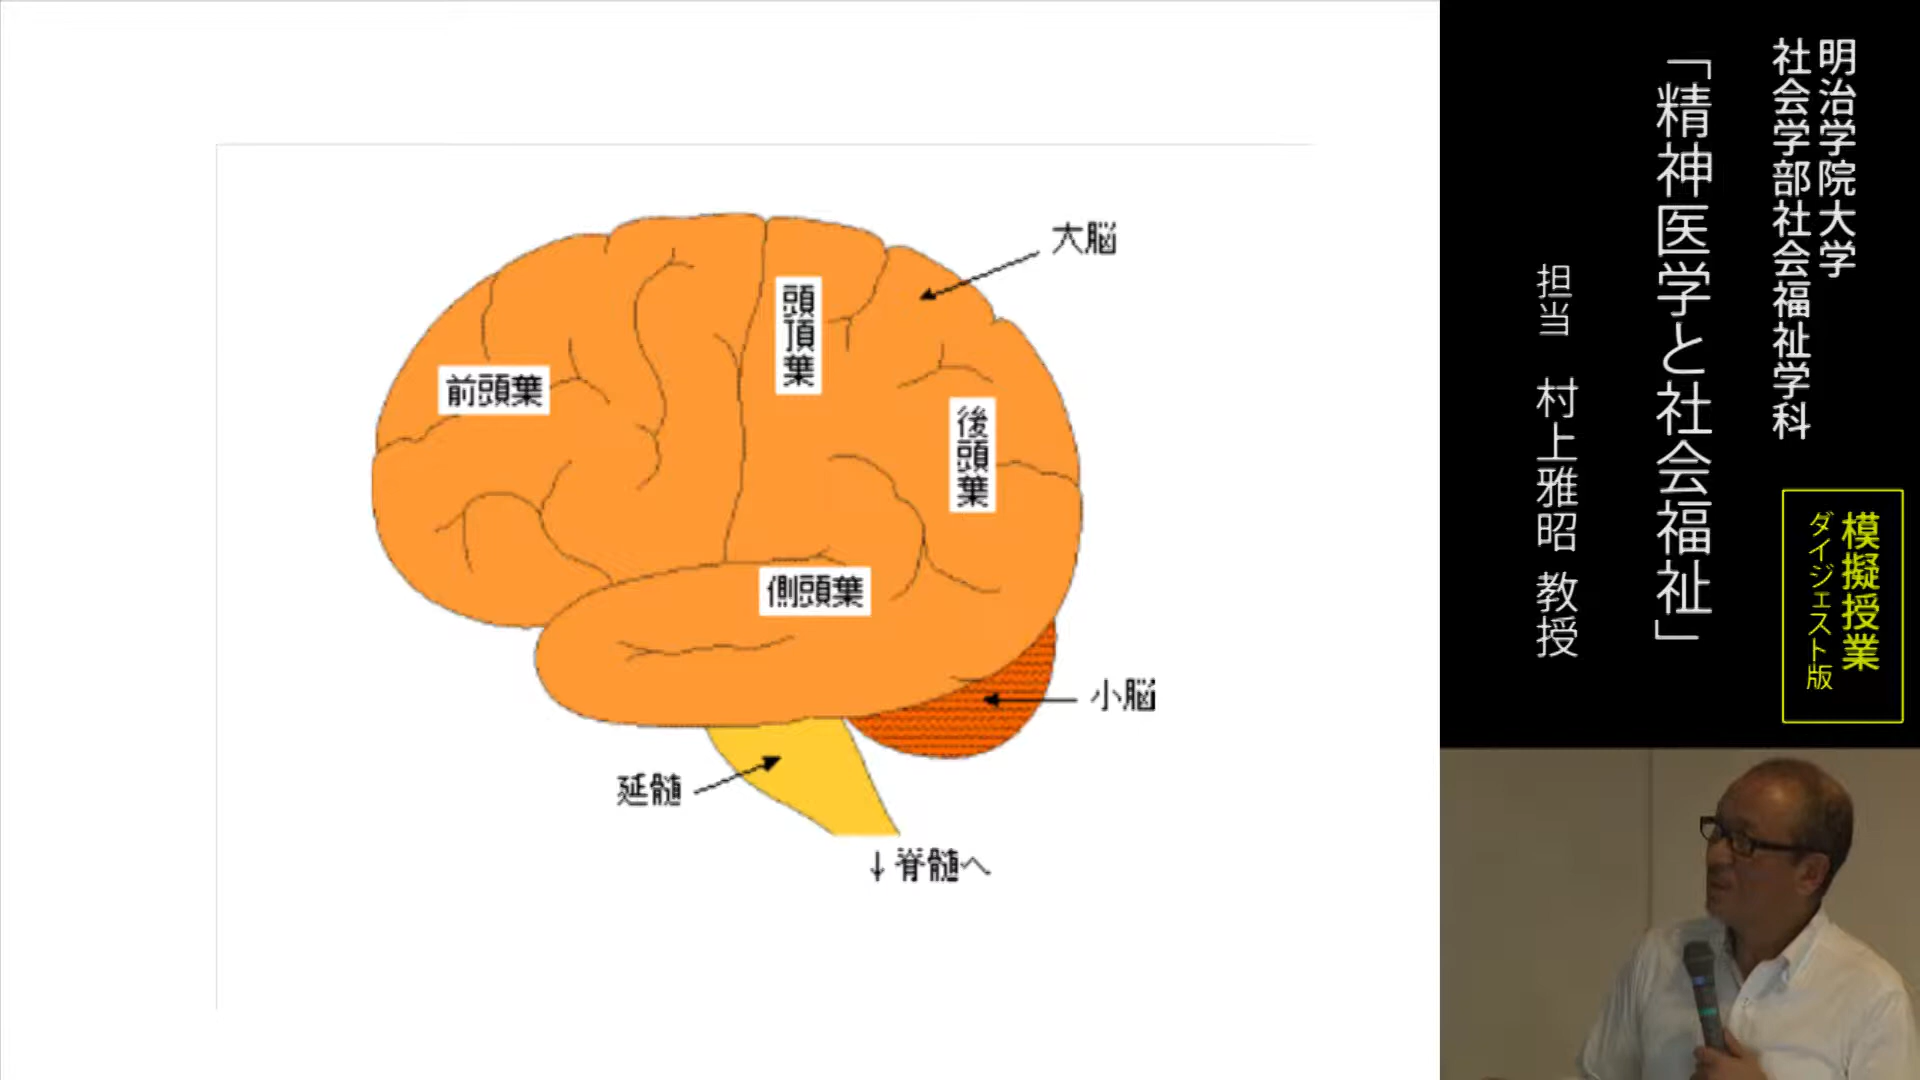 大脳
頭頂葉
前頭葉
後頭葉
側頭葉
小脳
延髄
↓脊髄へ
明治学院大学
社会学部社会福祉学科
「精神医学と社会福祉」
担当 村上雅昭 教授
模擬授業
ダイジェスト版